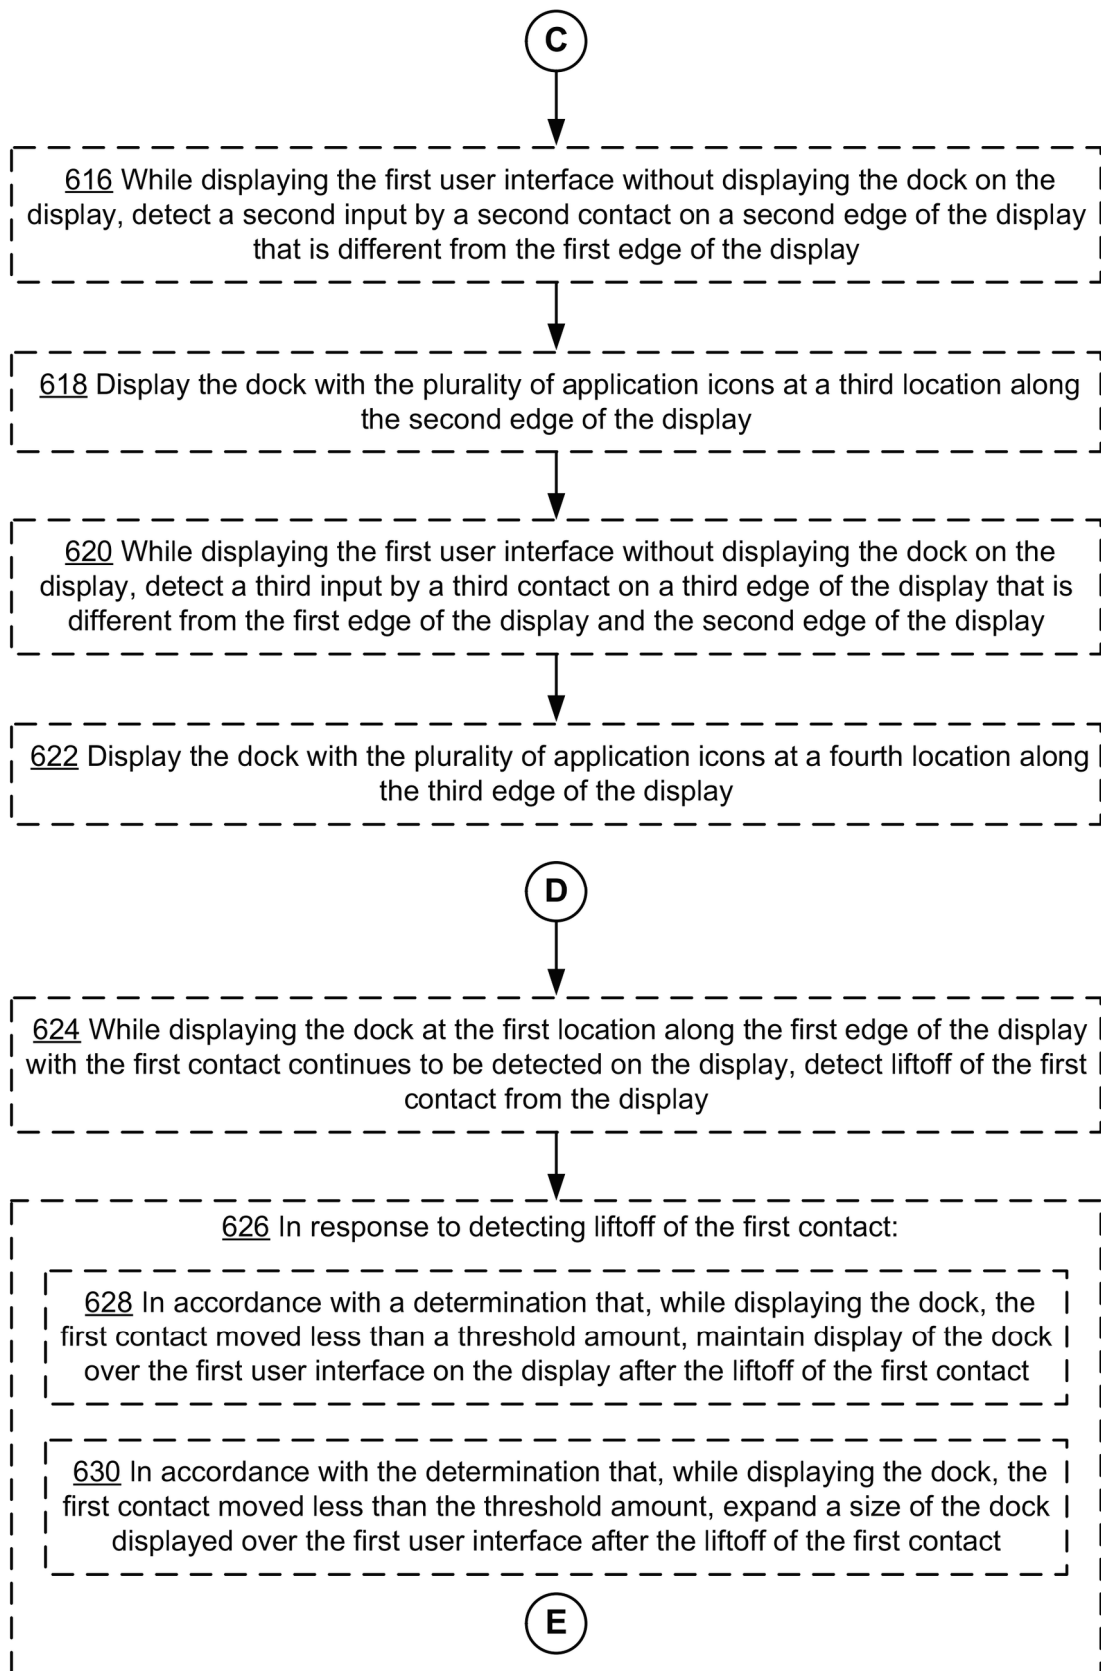 C
616 While displaying the first user interface without displaying the dock on the
display, detect a second input by a second contact on a second edge of the display
that is different from the first edge of the display
618 Display the dock with the plurality of application icons at a third location along
the second edge of the display
620 While displaying the first user interface without displaying the dock on the
display, detect a third input by a third contact on a third edge of the display that is
different from the first edge of the display and the second edge of the display
622 Display the dock with the plurality of application icons at a fourth location along
the third edge of the display
D
624 While displaying the dock at the first location along the first edge of the display
with the first contact continues to be detected on the display, detect liftoff of the first
contact from the display
626 In response to detecting liftoff of the first contact:
628 In accordance with a determination that, while displaying the dock, the
first contact moved less than a threshold amount, maintain display of the dock
over the first user interface on the display after the liftoff of the first contact
630 In accordance with the determination that, while displaying the dock, the
first contact moved less than the threshold amount, expand a size of the dock
displayed over the first user interface after the liftoff of the first contact
E